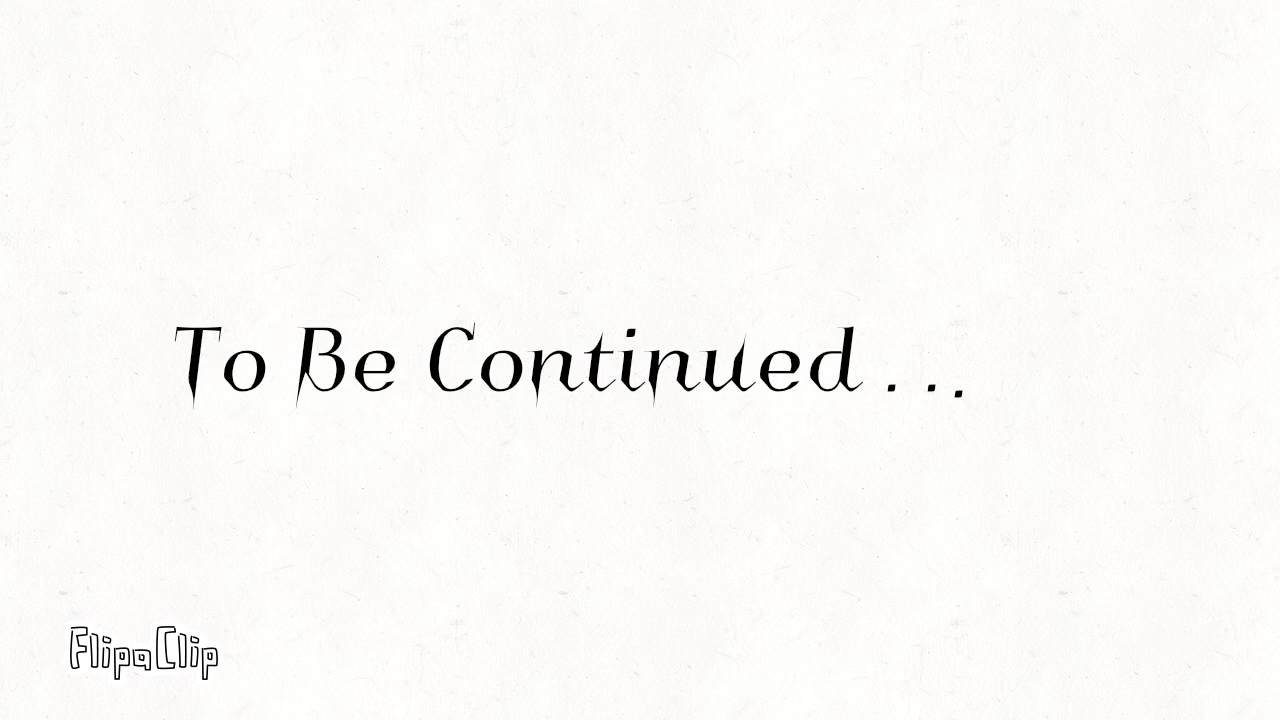 To Be Continued . . .
FlipaClip